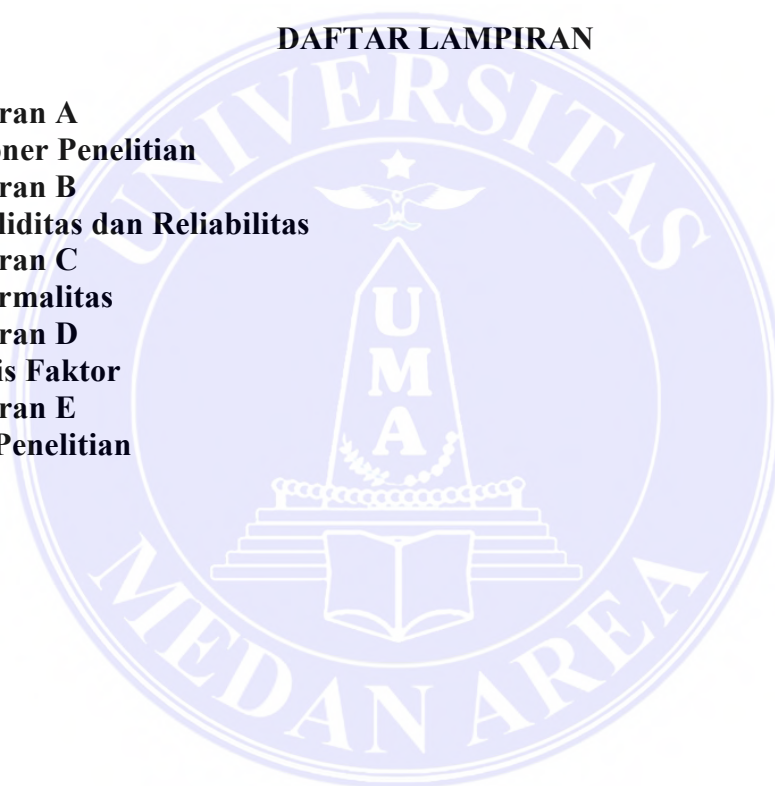 DAFTAR LAMPIRAN
ran A
oner Penelitian
ran B
liditas dan Reliabilitas
ran C
rmalitas
ran D
is Faktor
ran E
Penelitian
UNIVERSITAS
UMA
MEDAN AREA